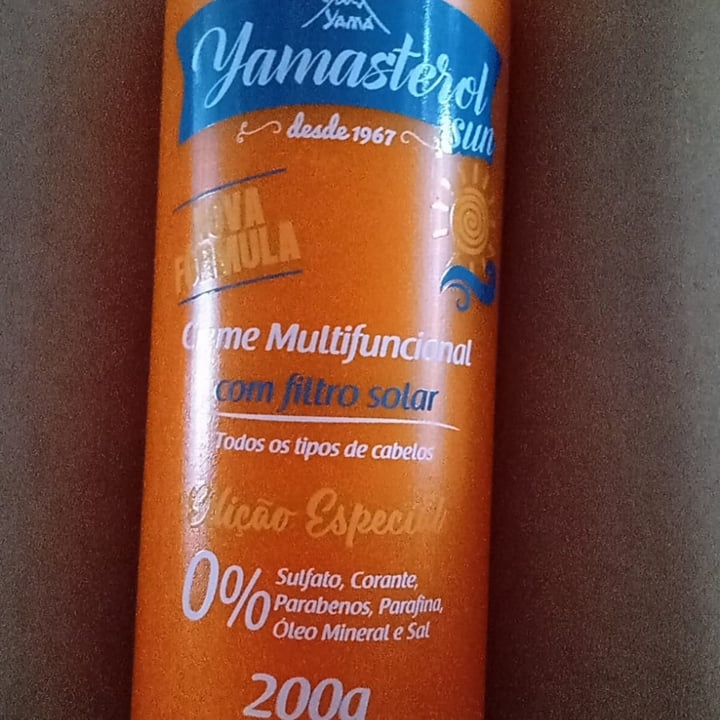 YAMÁ
Yamasterol
sun
desde 1967
NOVA
FÓRMULA
Creme Multifuncional
com filtro solar
Todos os tipos de cabelos
Edição Especial
0%
Sulfato, Corante,
Parabenos, Parafina,
Óleo Mineral e Sal
200g